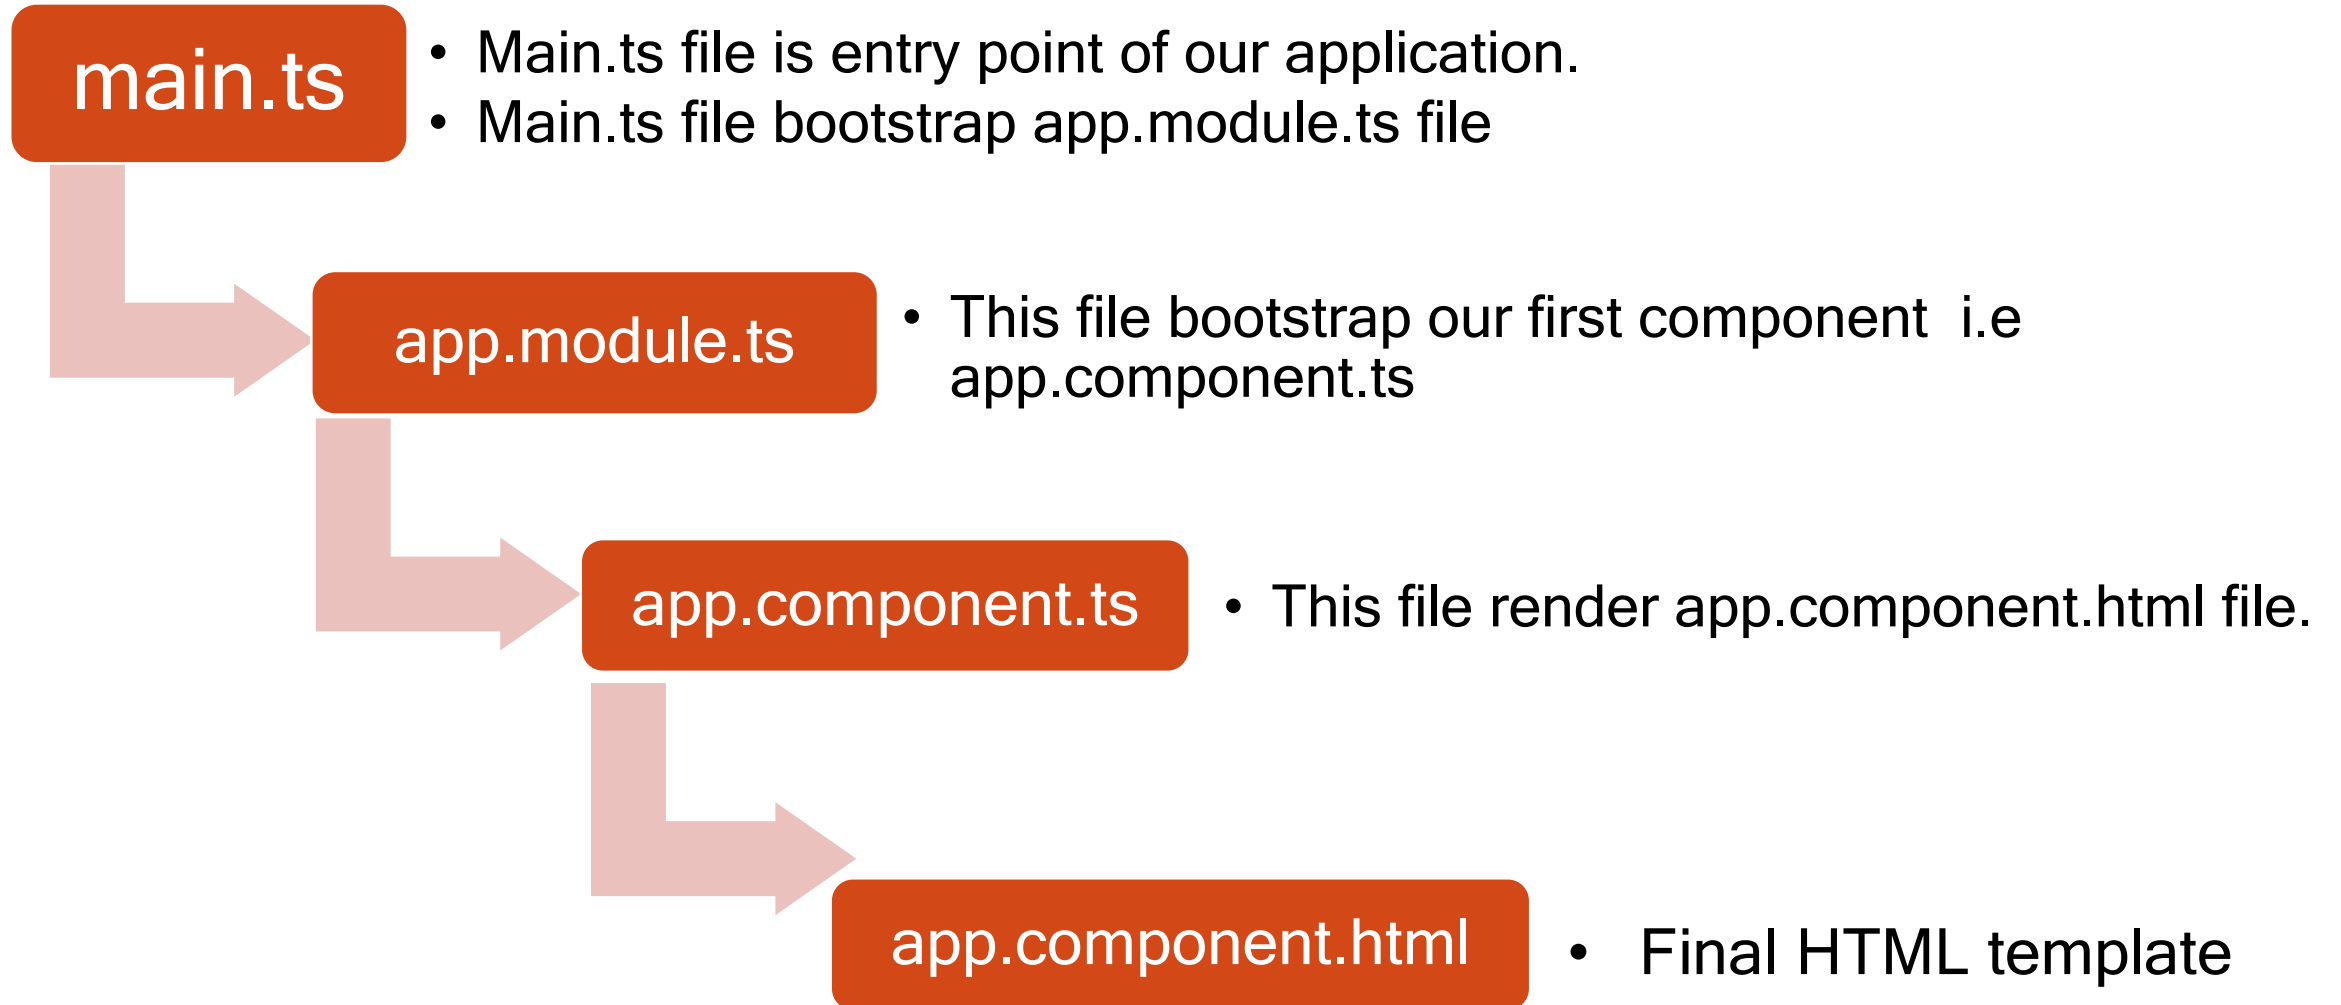 main.ts
• Main.ts file is entry point of our application.
• Main.ts file bootstrap app.module.ts file
app.module.ts
• This file bootstrap our first component i.e
app.component.ts
app.component.ts
• This file render app.component.html file.
app.component.html
• Final HTML template